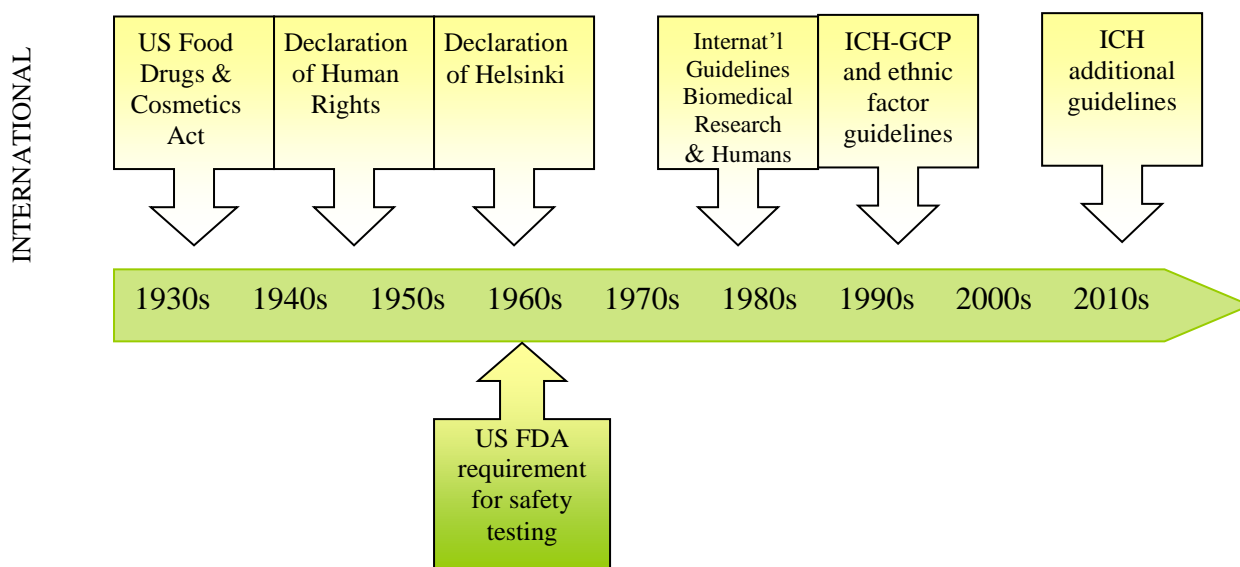 INTERNATIONAL
US Food
Drugs &
Cosmetics
Act
Declaration
of Human
Rights
Declaration
of Helsinki
Internat'l
Guidelines
Biomedical
Research
& Humans
ICH-GCP
and ethnic
factor
guidelines
ICH
additional
guidelines
1930s 1940s 1950s 1960s 1970s 1980s 1990s 2000s 2010s
US FDA
requirement
for safety
testing